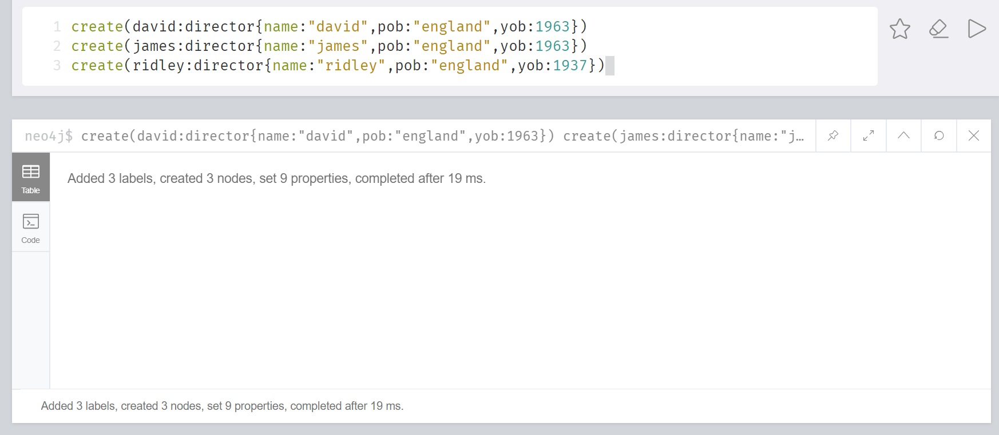 1 create(david:director{name:"david",pob:"england",yob:1963})
2 create(james:director{name:"james",pob:"england",yob:1963})
3 create(ridley:director{name:"ridley",pob:"england",yob:1937})
neo4j$ create(david:director{name:"david",pob:"england",yob:1963}) create(james:director{name:"j…
Table
Added 3 labels, created 3 nodes, set 9 properties, completed after 19 ms.
Code
Added 3 labels, created 3 nodes, set 9 properties, completed after 19 ms.